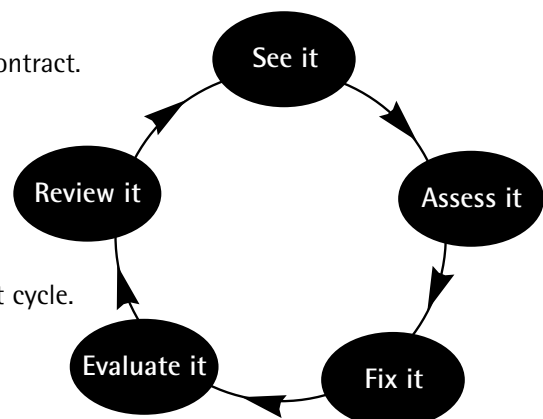 ontract.
See it
Review it
Assess it
t cycle.
Evaluate it
Fix it